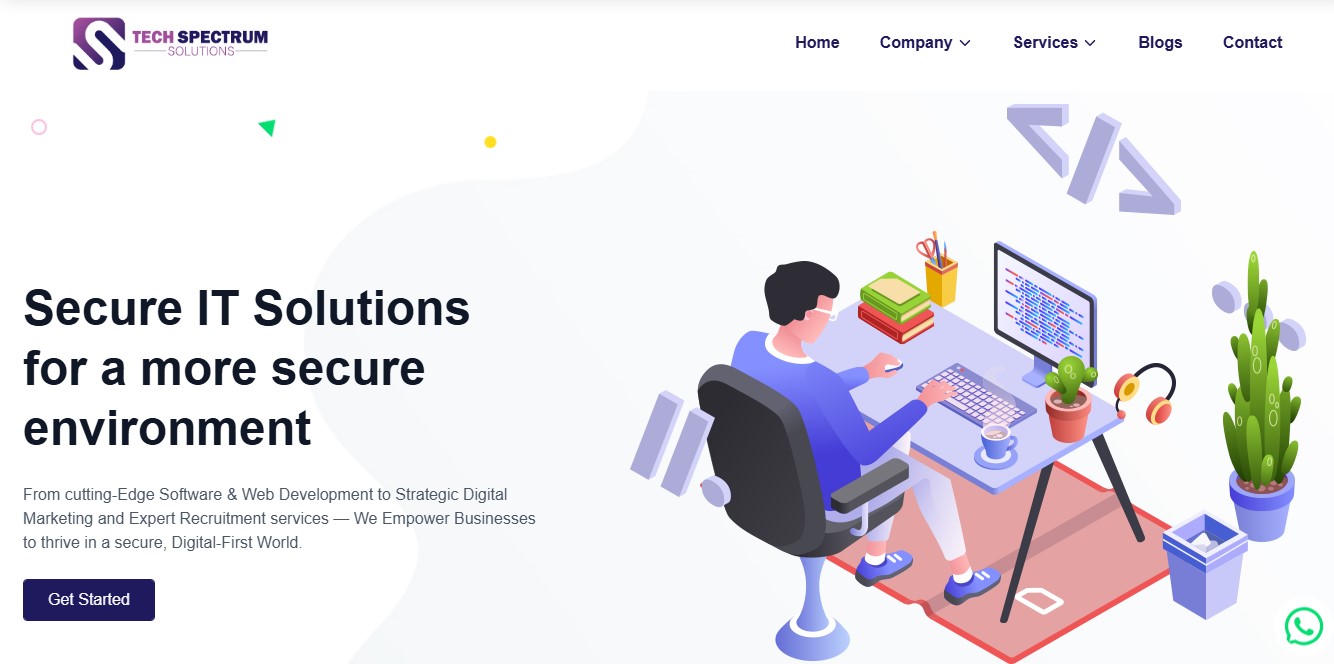 TECH SPECTRUM
SOLUTIONS
Home
Company
Services
Blogs
Contact
Secure IT Solutions
for a more secure
environment
From cutting-Edge Software & Web Development to Strategic Digital
Marketing and Expert Recruitment services — We Empower Businesses
to thrive in a secure, Digital-First World.
Get Started